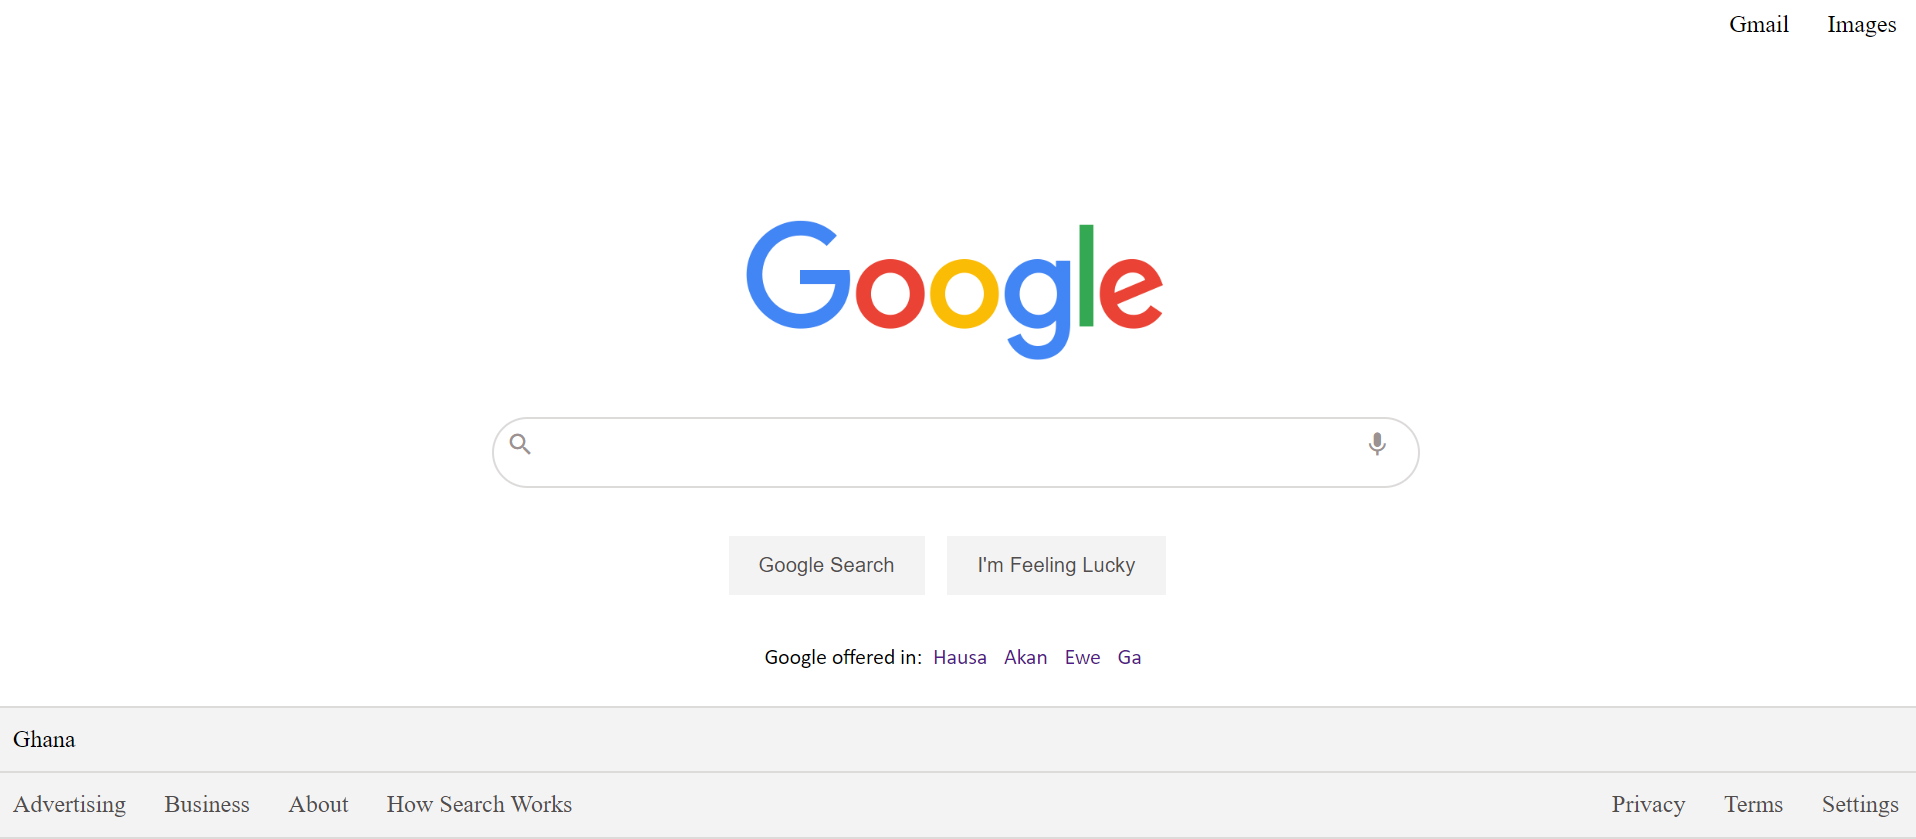 Gmail Images
Google
Google Search I'm Feeling Lucky
Google offered in: Hausa Akan Ewe Ga
Ghana
Advertising Business About How Search Works Privacy Terms Settings